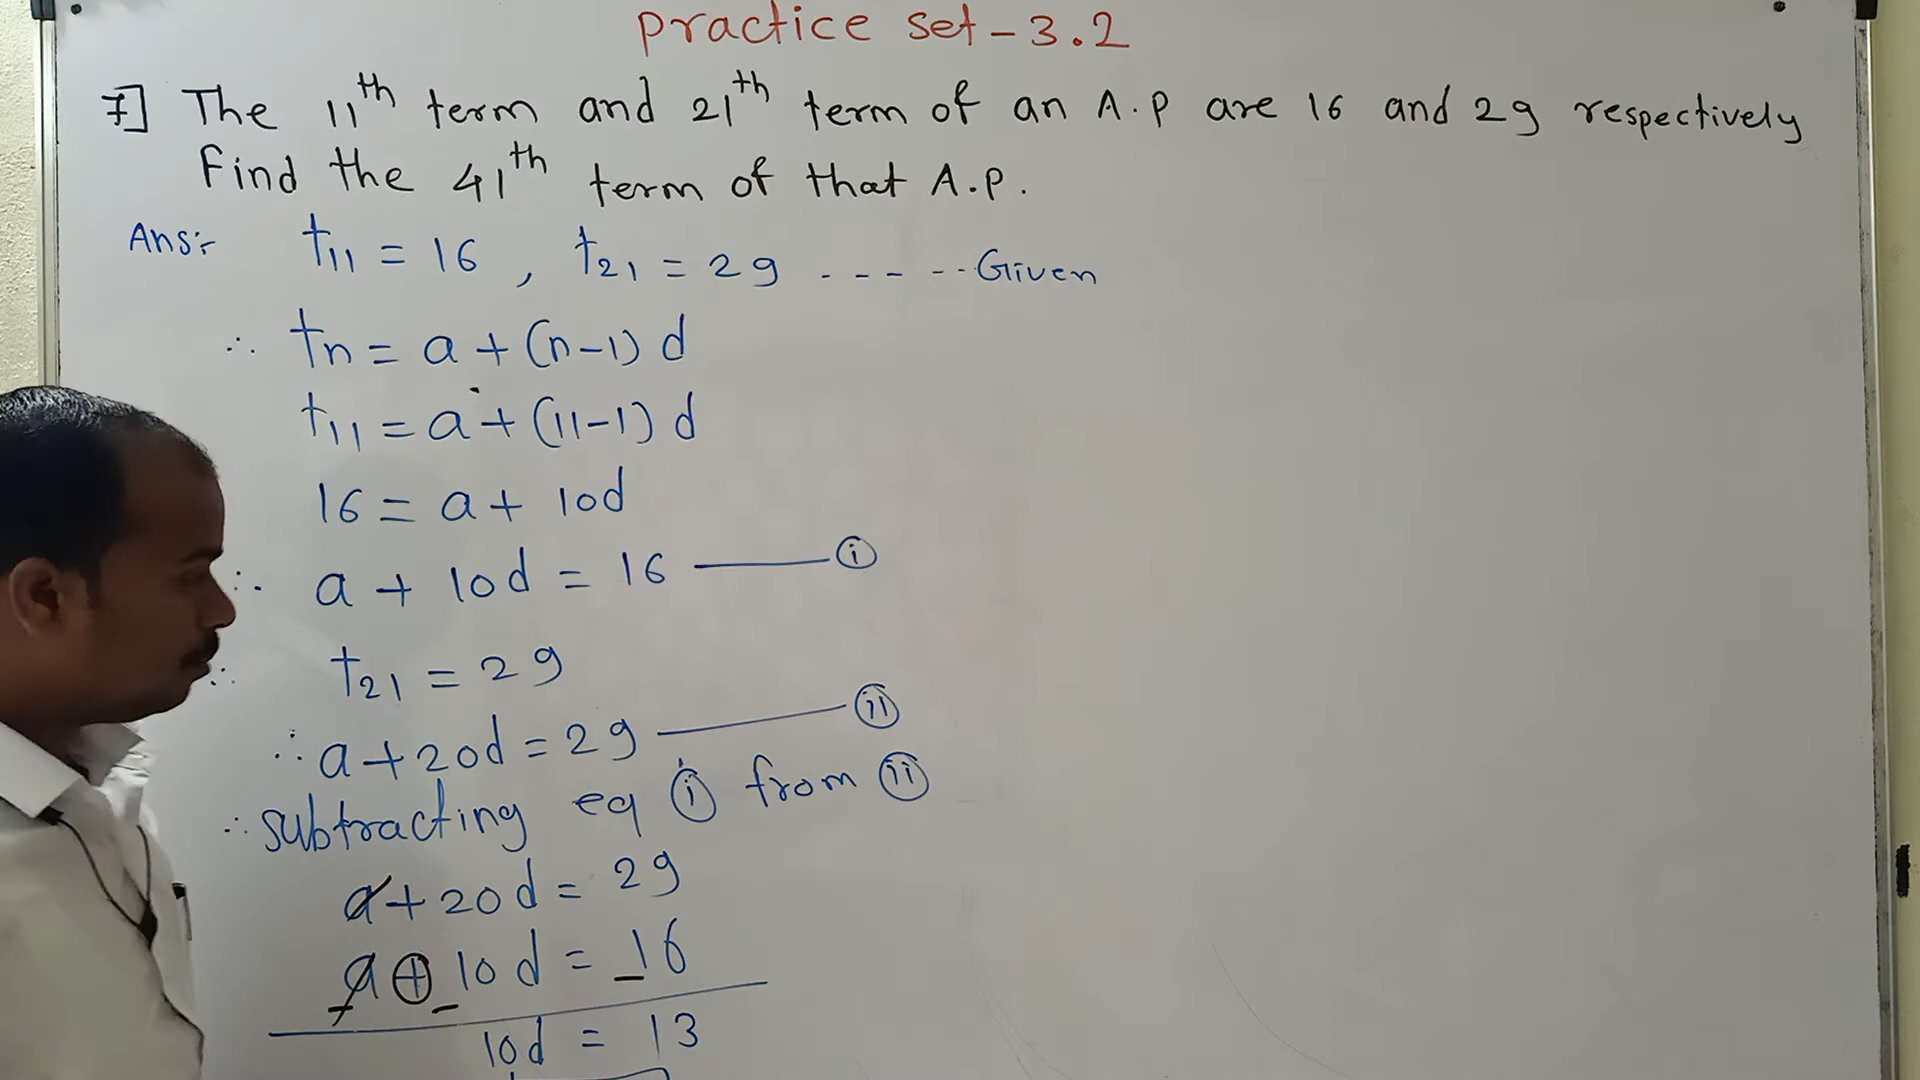 Practice set - 3.2
7] The 11th term and 21th term of an A.P are 16 and 29 respectively
Find the 41th term of that A.P.
Ans:- t11 = 16 , t21 = 29 ------Given
∴ tn = a + (n-1) d
t11 = a + (11-1) d
16 = a + 10d
∴ a + 10d = 16 —— (i)
∴ t21 = 29
∴ a + 20d = 29 —— (ii)
∴ subtracting eq (i) from (ii)
a + 20d = 29
a + 10d = 16
- - -
10d = 13